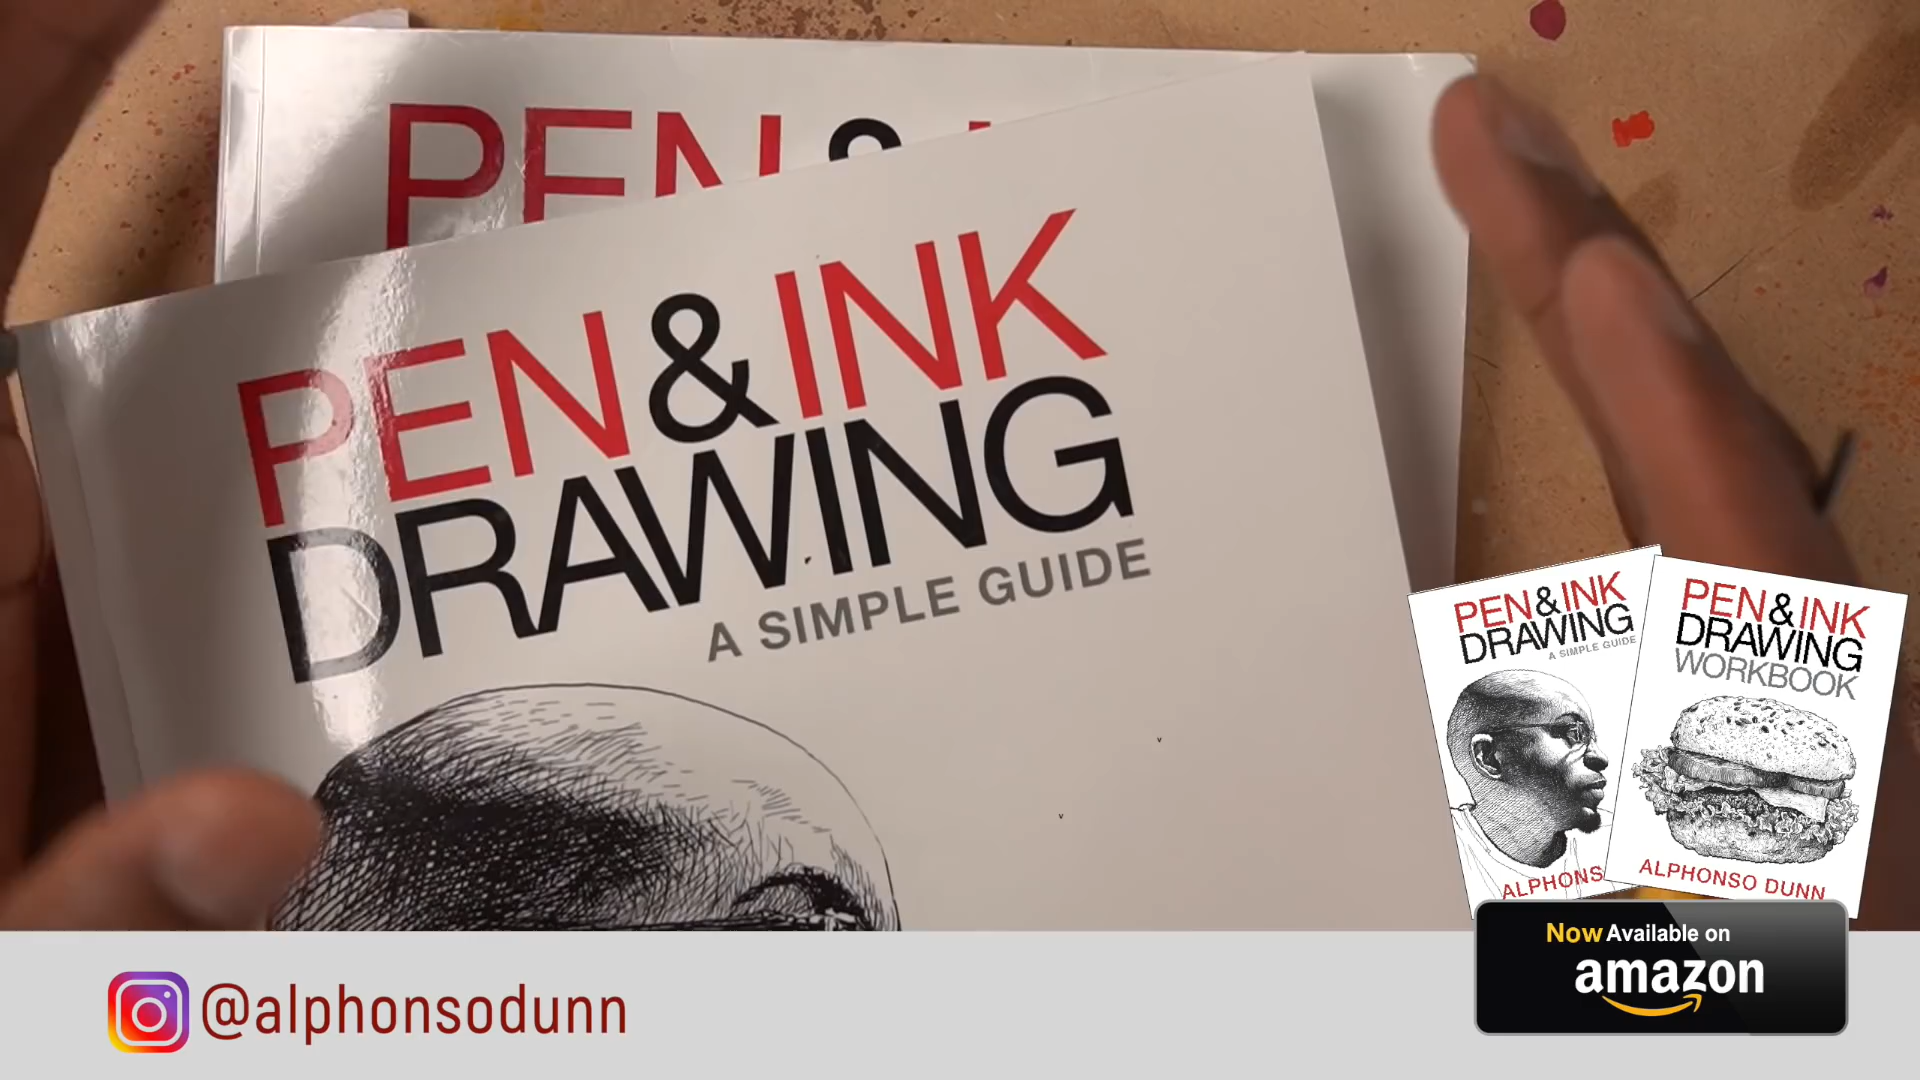 PEN &
PEN & INK
DRAWING
A SIMPLE GUIDE
PEN & INK
DRAWING
A SIMPLE GUIDE
ALPHONS
PEN & INK
DRAWING
WORKBOOK
ALPHONSO DUNN
Now Available on
amazon
@alphonsodunn